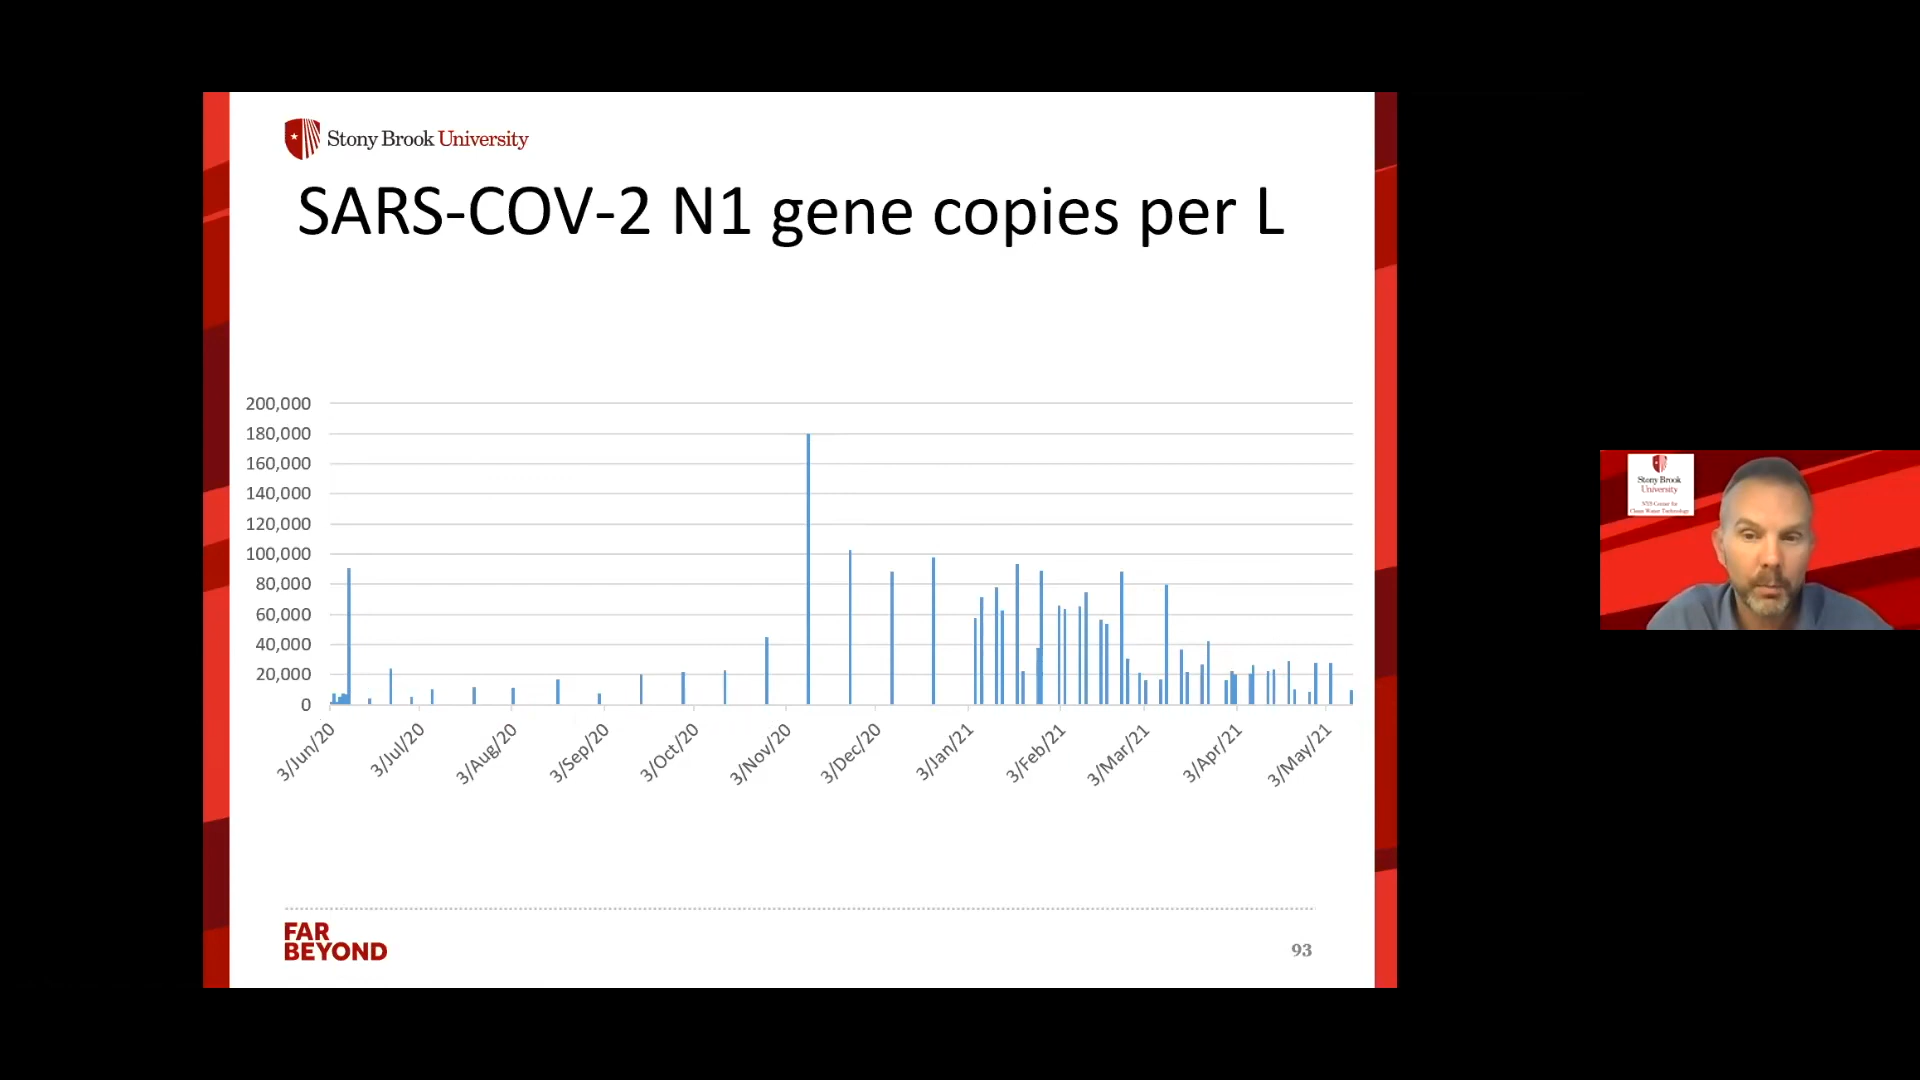 Stony Brook University
SARS-COV-2 N1 gene copies per L
200,000
180,000
160,000
140,000
120,000
100,000
80,000
60,000
40,000
20,000
0
3/Jun/20
3/Jul/20
3/Aug/20
3/Sep/20
3/Oct/20
3/Nov/20
3/Dec/20
3/Jan/21
3/Feb/21
3/Mar/21
3/Apr/21
3/May/21
FAR
BEYOND
93
Stony Brook
University
NYS Center for
Clean Water Technology